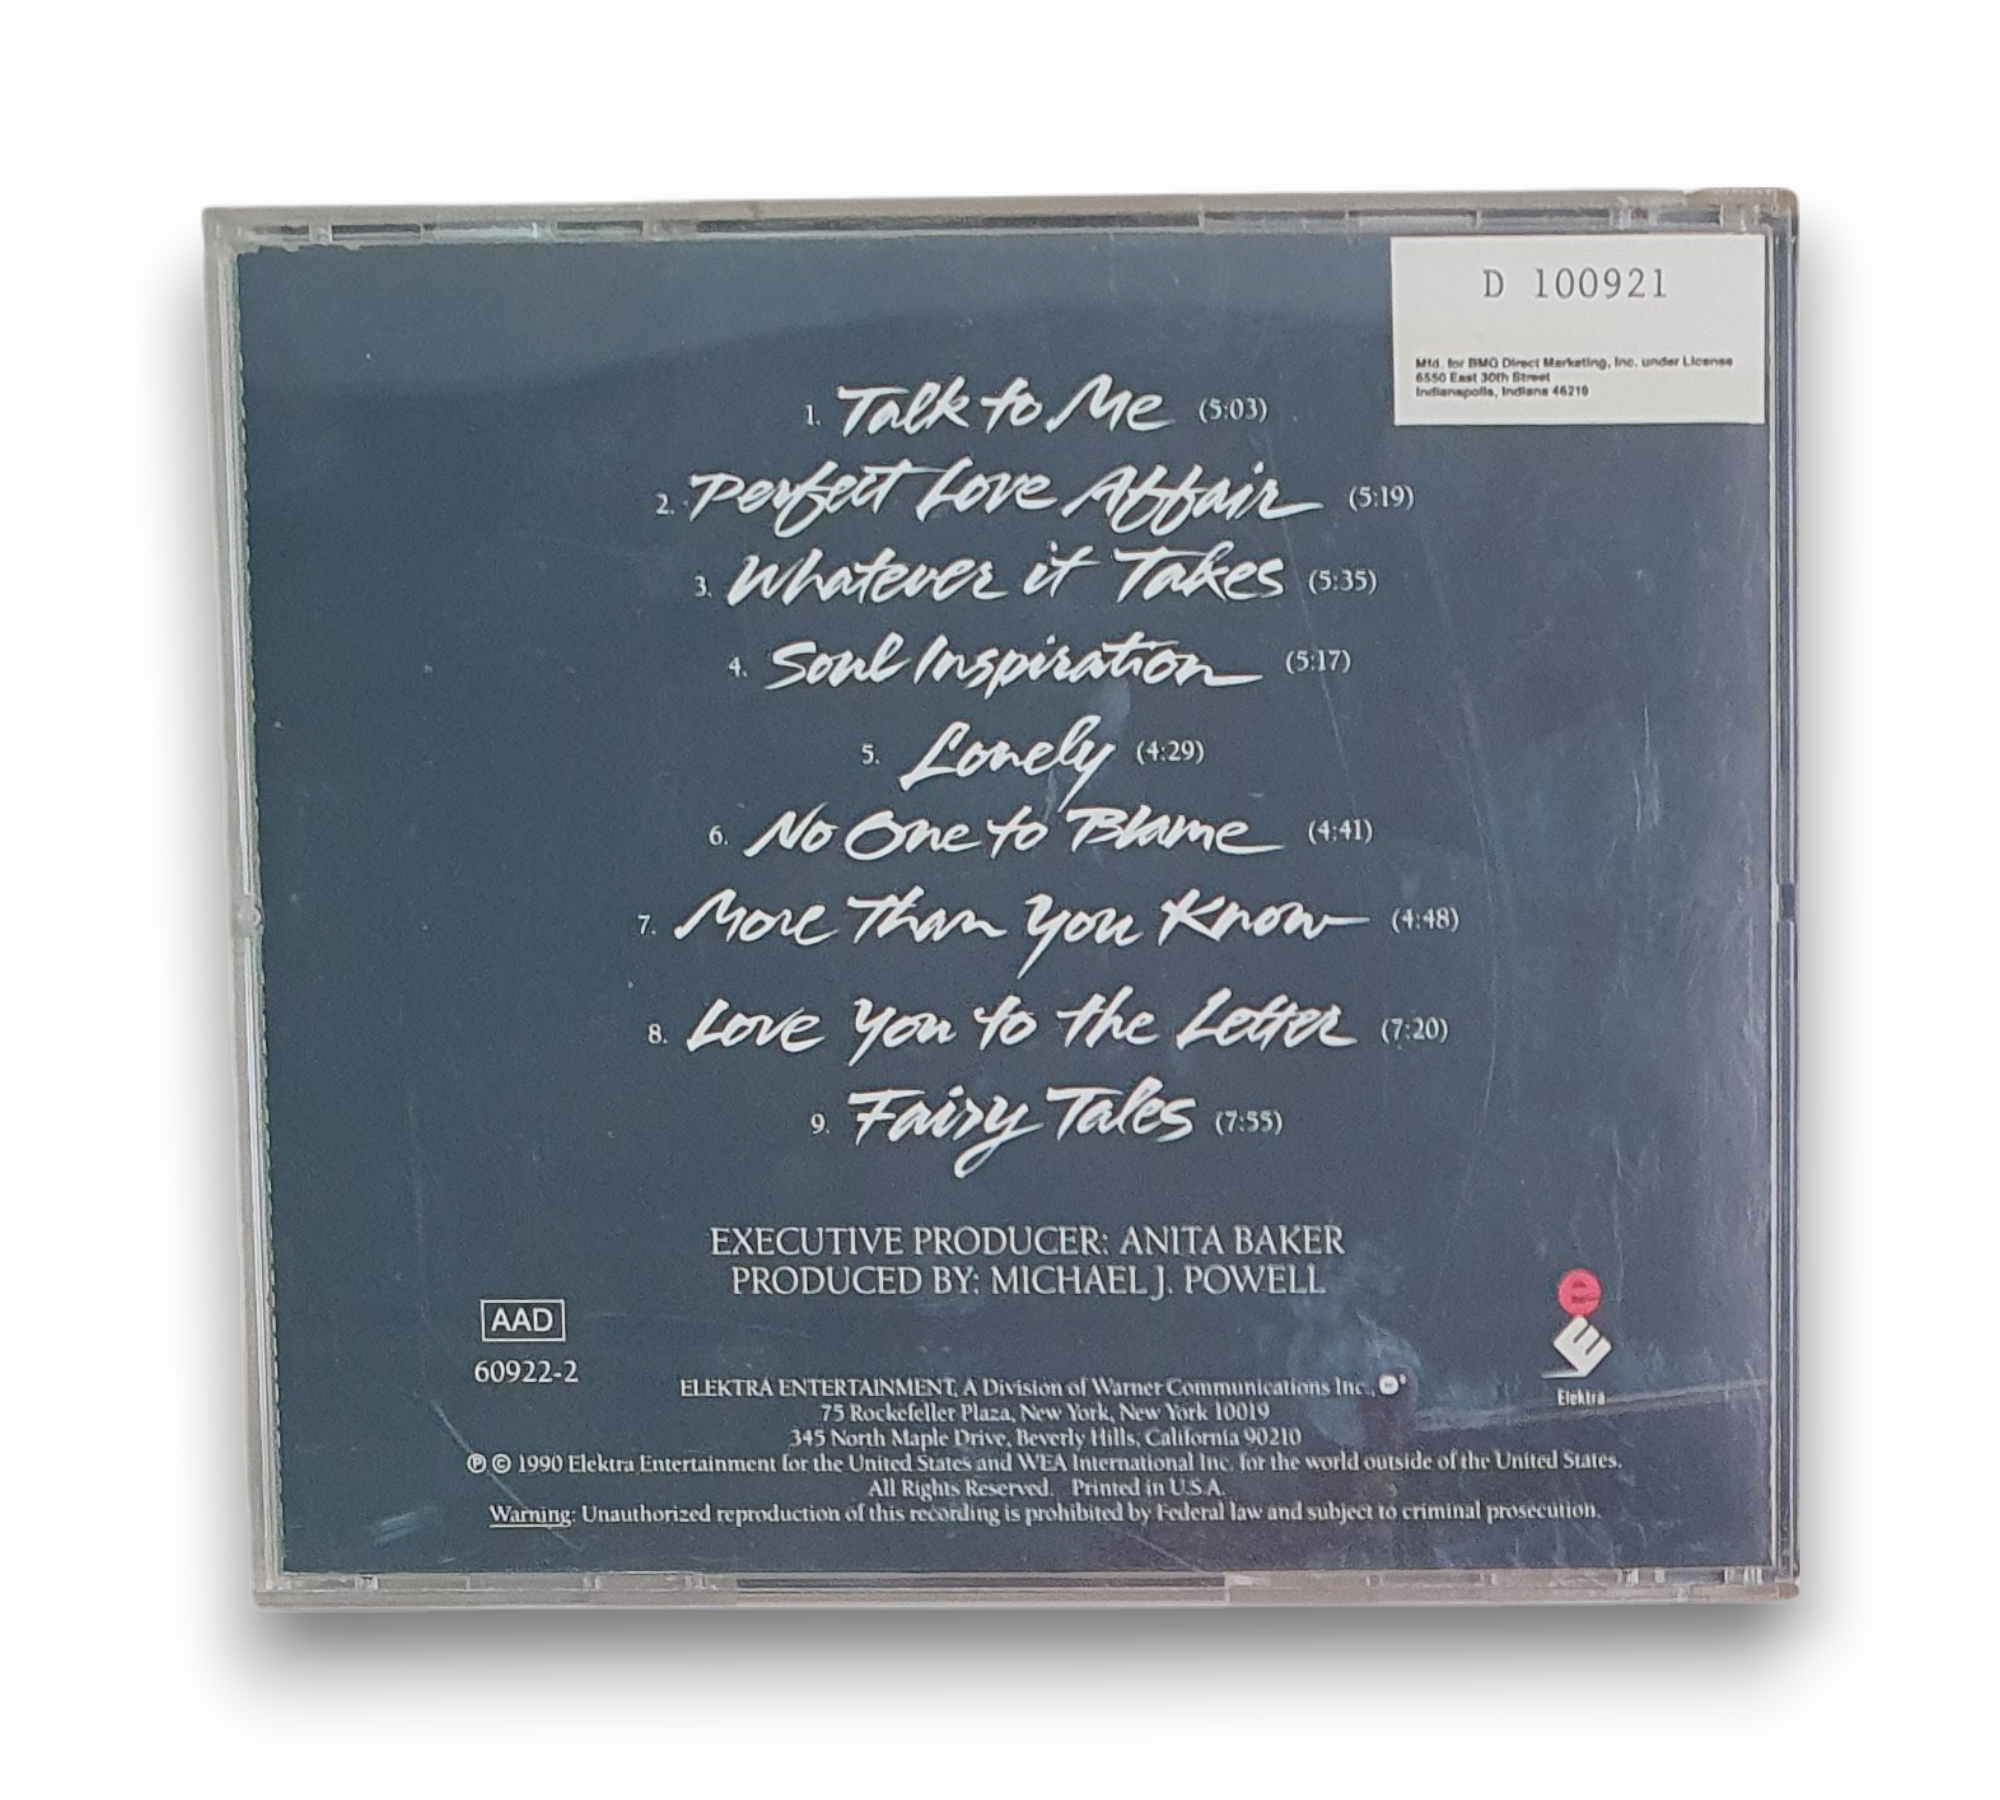 D 100921
Mfd. for BMG Direct Marketing, Inc. under License
6550 East 30th Street
Indianapolis, Indiana 46219
1. Talk to Me (5:03)
2. Perfect Love Affair (5:19)
3. Whatever it Takes (5:35)
4. Soul Inspiration (5:17)
5. Lonely (4:29)
6. No One to Blame (4:41)
7. More Than You Know (4:48)
8. Love You to the Letter (7:20)
9. Fairy Tales (7:55)
EXECUTIVE PRODUCER: ANITA BAKER
PRODUCED BY: MICHAEL J. POWELL
AAD
60922-2
e
E
Elektra
ELEKTRA ENTERTAINMENT, A Division of Warner Communications Inc.,
75 Rockefeller Plaza, New York, New York 10019
345 North Maple Drive, Beverly Hills, California 90210
℗ © 1990 Elektra Entertainment for the United States and WEA International Inc. for the world outside of the United States.
All Rights Reserved. Printed in U.S.A.
Warning: Unauthorized reproduction of this recording is prohibited by Federal law and subject to criminal prosecution.